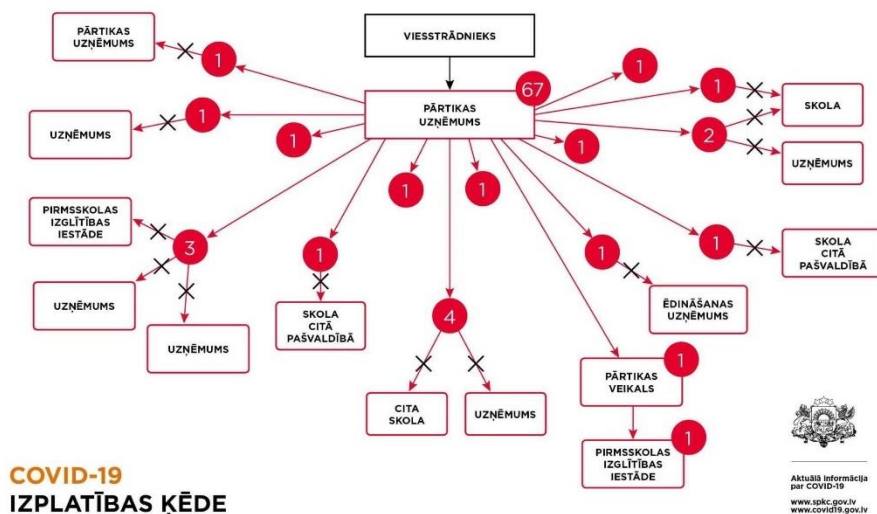 PĀRTIKAS
UZŅĒMUMS
1
VIESSTRĀDNIEKS
67
PĀRTIKAS
UZŅĒMUMS
1
1
SKOLA
2
UZŅĒMUMS
UZŅĒMUMS
1
1
1
1
1
PIRMSSKOLAS
IZGLĪTĪBAS
IESTĀDE
3
UZŅĒMUMS
UZŅĒMUMS
1
SKOLA
CITĀ
PAŠVALDĪBĀ
4
CITA
SKOLA
UZŅĒMUMS
1
ĒDINĀŠANAS
UZŅĒMUMS
1
SKOLA
CITĀ
PAŠVALDĪBĀ
1
PĀRTIKAS
VEIKALS
1
PIRMSSKOLAS
IZGLĪTĪBAS
IESTĀDE
COVID-19
IZPLATĪBAS ĶĒDE
Aktuālā informācija
par COVID-19
www.spkc.gov.lv
www.covid19.gov.lv